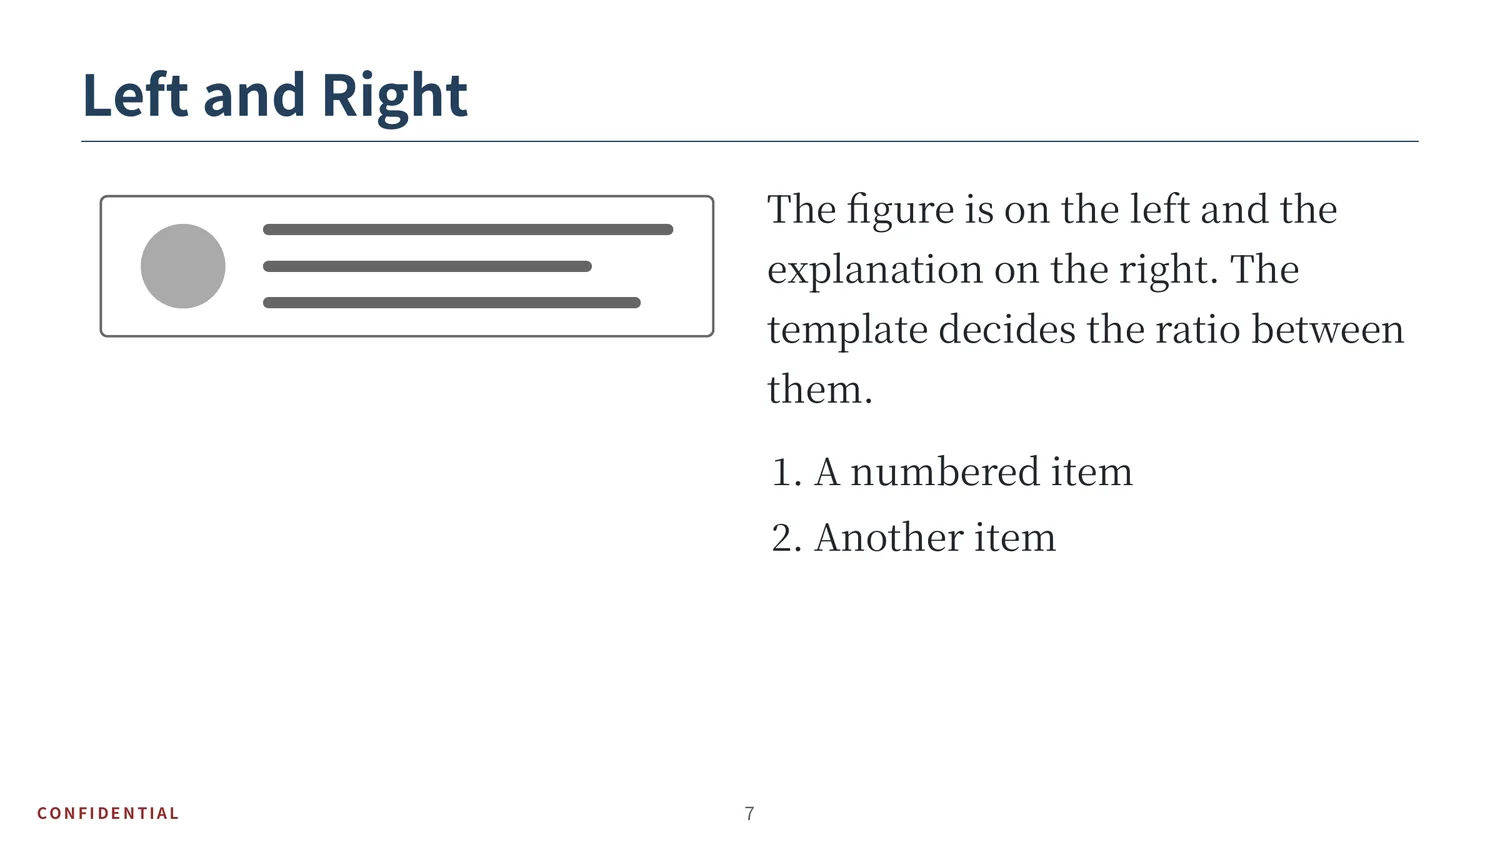 Left and Right
The figure is on the left and the
explanation on the right. The
template decides the ratio between
them.
1. A numbered item
2. Another item
CONFIDENTIAL
7